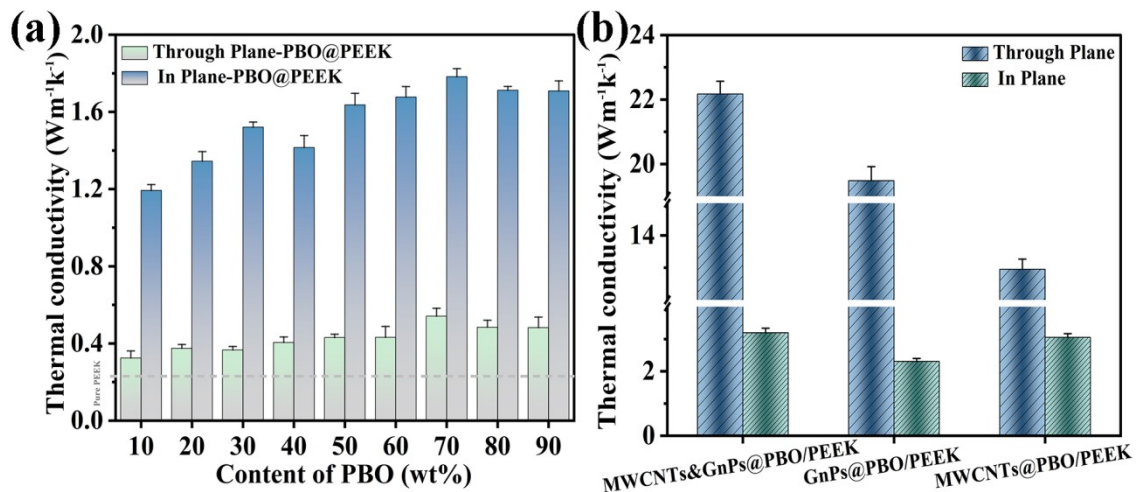 (a)
Thermal conductivity (Wm⁻¹k⁻¹)
2.0
1.6
1.2
0.8
0.4
0.0
Through Plane-PBO@PEEK
In Plane-PBO@PEEK
Pure PEEK
10 20 30 40 50 60 70 80 90
Content of PBO (wt%)
(b)
Thermal conductivity (Wm⁻¹k⁻¹)
24
22
20
14
2
0
Through Plane
In Plane
MWCNTs&GnPs@PBO/PEEK
GnPs@PBO/PEEK
MWCNTs@PBO/PEEK